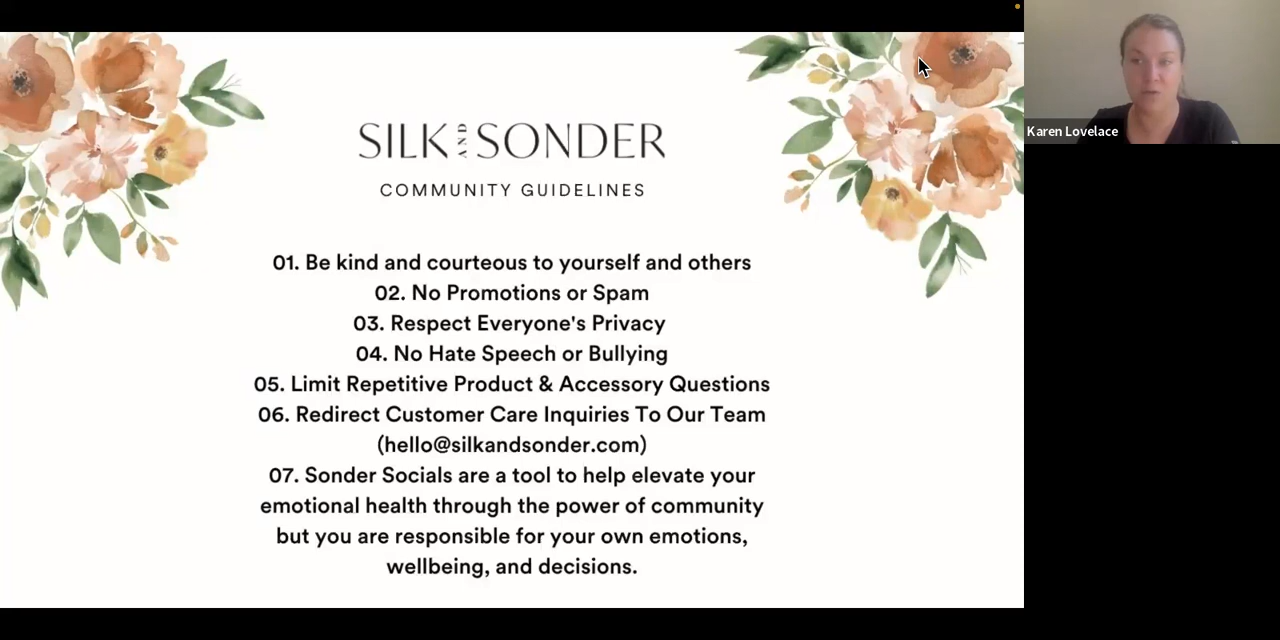 SILK AND SONDER
COMMUNITY GUIDELINES
01. Be kind and courteous to yourself and others
02. No Promotions or Spam
03. Respect Everyone's Privacy
04. No Hate Speech or Bullying
05. Limit Repetitive Product & Accessory Questions
06. Redirect Customer Care Inquiries To Our Team
(hello@silkandsonder.com)
07. Sonder Socials are a tool to help elevate your
emotional health through the power of community
but you are responsible for your own emotions,
wellbeing, and decisions.
Karen Lovelace